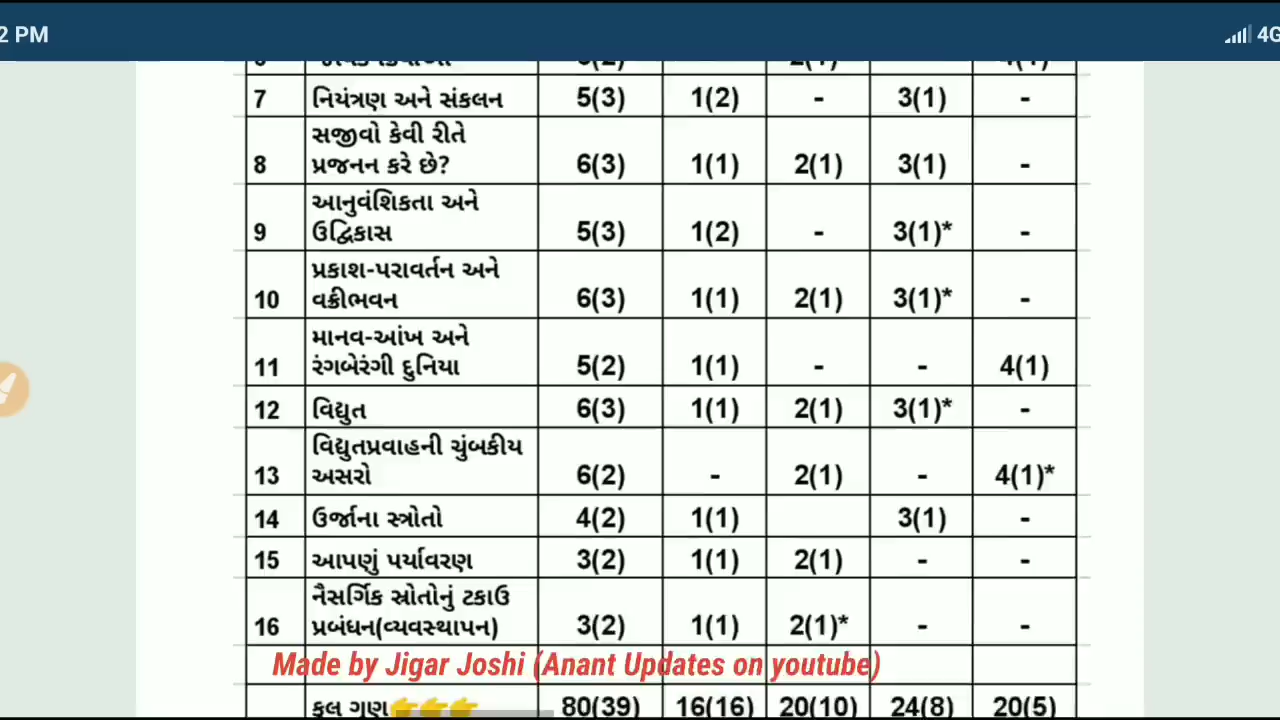 2 PM 4G
7 નિયંત્રણ અને સંકલન 5(3) 1(2) - 3(1) -
સજીવો કેવી રીતે
8 પ્રજનન કરે છે? 6(3) 1(1) 2(1) 3(1) -
આનુવંશિકતા અને
9 ઉદ્વિકાસ 5(3) 1(2) - 3(1)* -
પ્રકાશ-પરાવર્તન અને
10 વક્રીભવન 6(3) 1(1) 2(1) 3(1)* -
માનવ-આંખ અને
11 રંગબેરંગી દુનિયા 5(2) 1(1) - - 4(1)
12 વિદ્યુત 6(3) 1(1) 2(1) 3(1)* -
વિદ્યુતપ્રવાહની ચુંબકીય
13 અસરો 6(2) - 2(1) - 4(1)*
14 ઉર્જાના સ્ત્રોતો 4(2) 1(1) 3(1) -
15 આપણું પર્યાવરણ 3(2) 1(1) 2(1) - -
નૈસર્ગિક સ્રોતોનું ટકાઉ
16 પ્રબંધન(વ્યવસ્થાપન) 3(2) 1(1) 2(1)* - -
Made by Jigar Joshi (Anant Updates on youtube)
કુલ ગુણ 80(39) 16(16) 20(10) 24(8) 20(5)